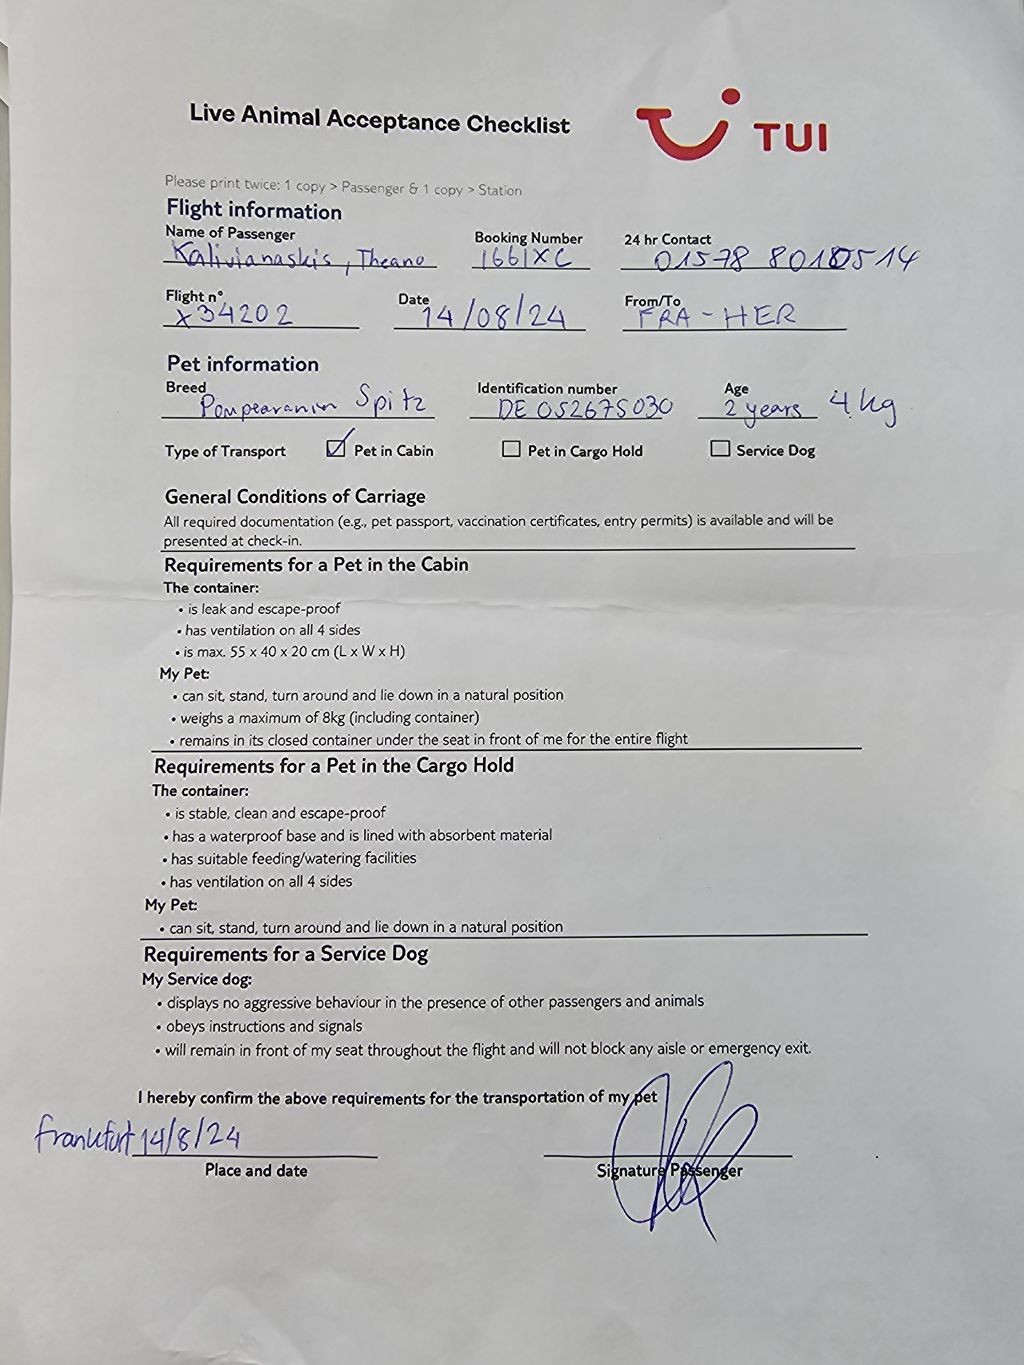 Live Animal Acceptance Checklist
TUI
Please print twice: 1 copy > Passenger & 1 copy > Station
Flight information
Name of Passenger Booking Number 24 hr Contact
Kalivianaskis, Theano 1661XC 01578 8018514
Flight n° Date From/To
X34202 14/08/24 FRA - HER
Pet information
Breed Identification number Age
Pompearanin Spitz DE 052675030 2 years 4kg
Type of Transport Pet in Cabin Pet in Cargo Hold Service Dog
General Conditions of Carriage
All required documentation (e.g., pet passport, vaccination certificates, entry permits) is available and will be
presented at check-in.
Requirements for a Pet in the Cabin
The container:
• is leak and escape-proof
• has ventilation on all 4 sides
• is max. 55 x 40 x 20 cm (L x W x H)
My Pet:
• can sit, stand, turn around and lie down in a natural position
• weighs a maximum of 8kg (including container)
• remains in its closed container under the seat in front of me for the entire flight
Requirements for a Pet in the Cargo Hold
The container:
• is stable, clean and escape-proof
• has a waterproof base and is lined with absorbent material
• has suitable feeding/watering facilities
• has ventilation on all 4 sides
My Pet:
• can sit, stand, turn around and lie down in a natural position
Requirements for a Service Dog
My Service dog:
• displays no aggressive behaviour in the presence of other passengers and animals
• obeys instructions and signals
• will remain in front of my seat throughout the flight and will not block any aisle or emergency exit.
I hereby confirm the above requirements for the transportation of my pet
Frankfurt 14/8/24
Place and date Signature Passenger